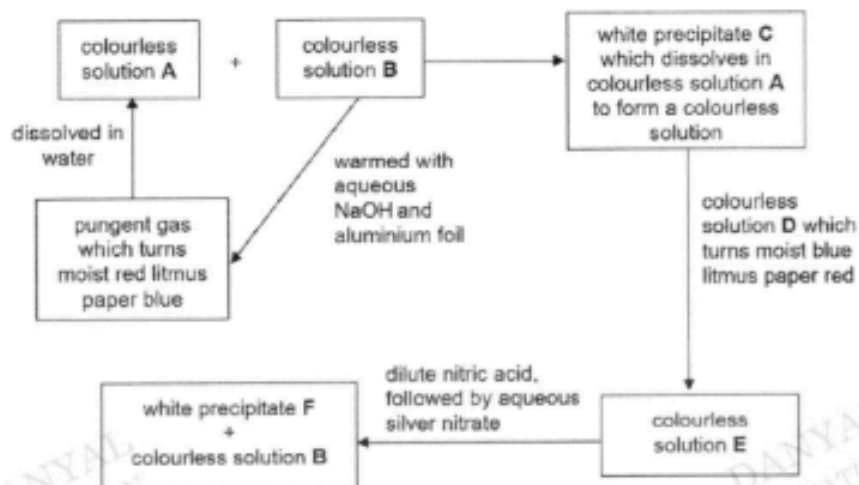 colourless
solution A
+
colourless
solution B
white precipitate C
which dissolves in
colourless solution A
to form a colourless
solution
dissolved in
water
warmed with
aqueous
NaOH and
aluminium foil
pungent gas
which turns
moist red litmus
paper blue
colourless
solution D which
turns moist blue
litmus paper red
dilute nitric acid,
followed by aqueous
silver nitrate
white precipitate F
+
colourless solution B
colourless
solution E
DANYAL
DANYA